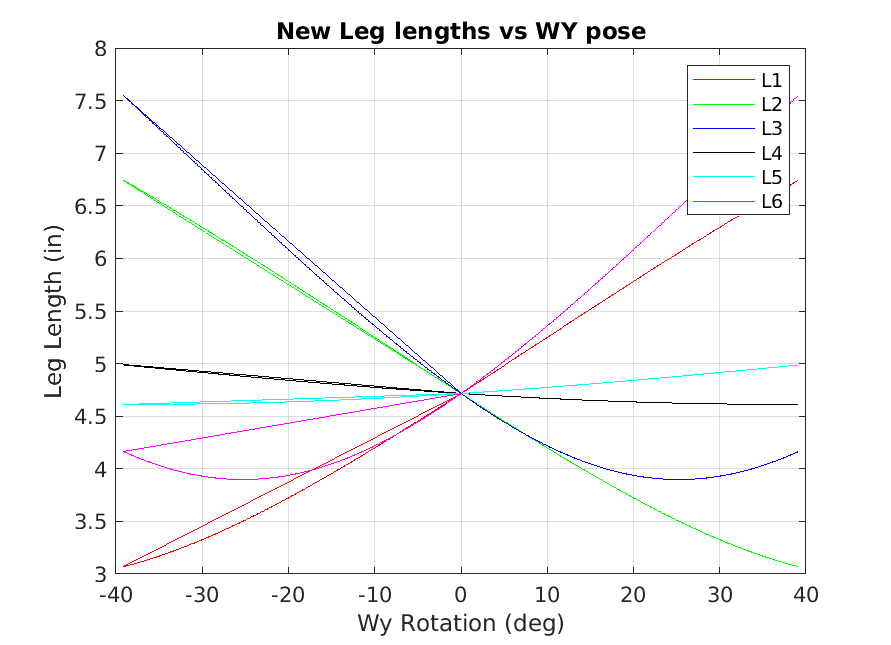 New Leg lengths vs WY pose
Leg Length (in)
8
7.5
7
6.5
6
5.5
5
4.5
4
3.5
3
L1
L2
L3
L4
L5
L6
-40 -30 -20 -10 0 10 20 30 40
Wy Rotation (deg)